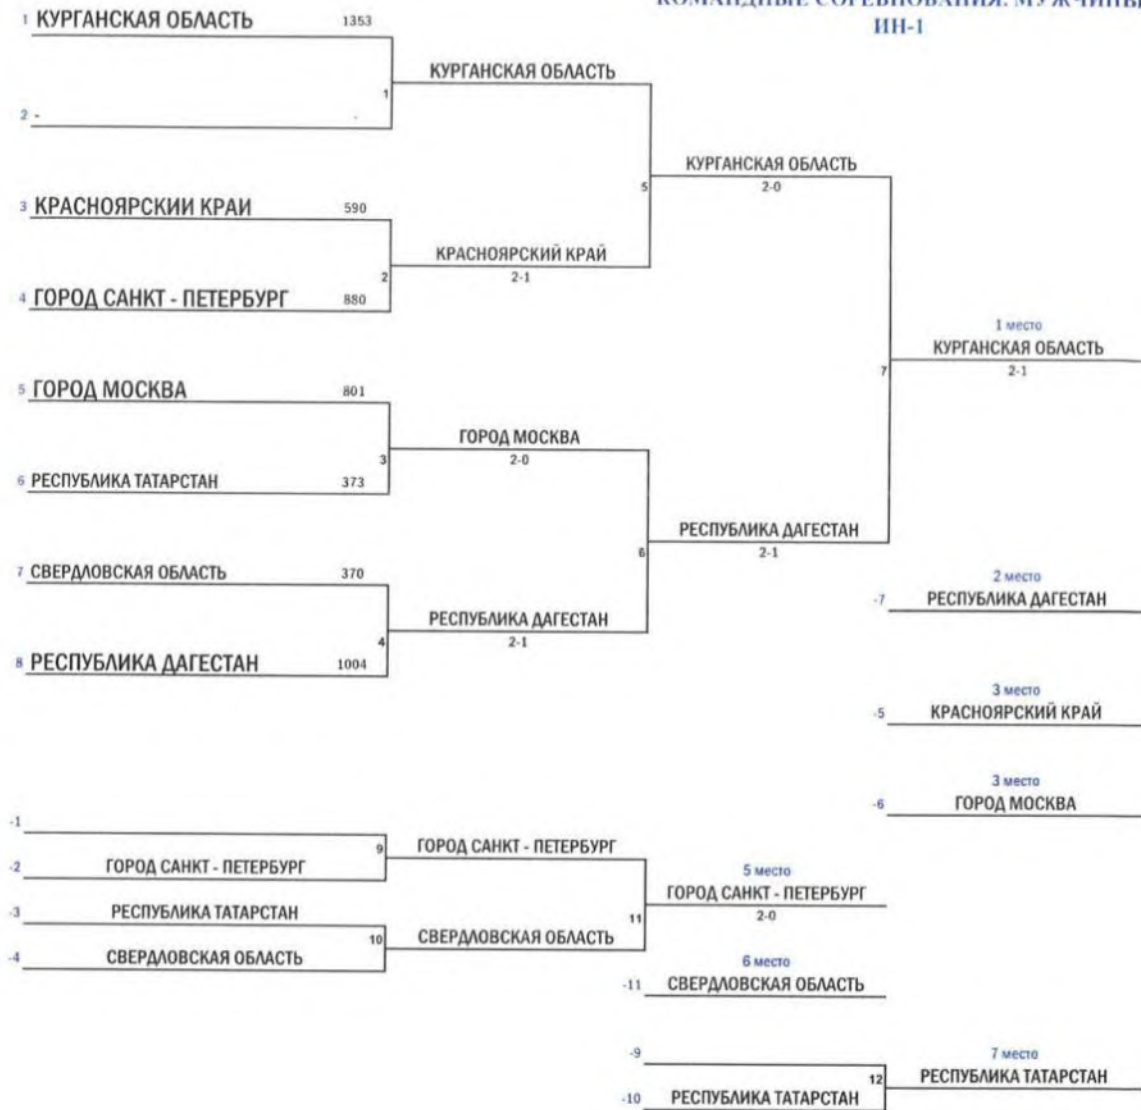 КОМАНДНЫЕ СОРЕВНОВАНИЯ. МУЖЧИНЫ
ИН-1
1 КУРГАНСКАЯ ОБЛАСТЬ 1353
КУРГАНСКАЯ ОБЛАСТЬ
1
2 - -
КУРГАНСКАЯ ОБЛАСТЬ
5 2-0
3 КРАСНОЯРСКИИ КРАИ 590
КРАСНОЯРСКИЙ КРАЙ
2 2-1
4 ГОРОД САНКТ - ПЕТЕРБУРГ 880
1 место
КУРГАНСКАЯ ОБЛАСТЬ
7 2-1
5 ГОРОД МОСКВА 801
ГОРОД МОСКВА
3 2-0
6 РЕСПУБЛИКА ТАТАРСТАН 373
РЕСПУБЛИКА ДАГЕСТАН
6 2-1
7 СВЕРДЛОВСКАЯ ОБЛАСТЬ 370
2 место
-7 РЕСПУБЛИКА ДАГЕСТАН
РЕСПУБЛИКА ДАГЕСТАН
4 2-1
8 РЕСПУБЛИКА ДАГЕСТАН 1004
3 место
-5 КРАСНОЯРСКИЙ КРАЙ
3 место
-6 ГОРОД МОСКВА
-1
9 ГОРОД САНКТ - ПЕТЕРБУРГ
-2 ГОРОД САНКТ - ПЕТЕРБУРГ
5 место
ГОРОД САНКТ - ПЕТЕРБУРГ
-3 РЕСПУБЛИКА ТАТАРСТАН
11 2-0
10 СВЕРДЛОВСКАЯ ОБЛАСТЬ
-4 СВЕРДЛОВСКАЯ ОБЛАСТЬ
6 место
-11 СВЕРДЛОВСКАЯ ОБЛАСТЬ
-9
7 место
12 РЕСПУБЛИКА ТАТАРСТАН
-10 РЕСПУБЛИКА ТАТАРСТАН